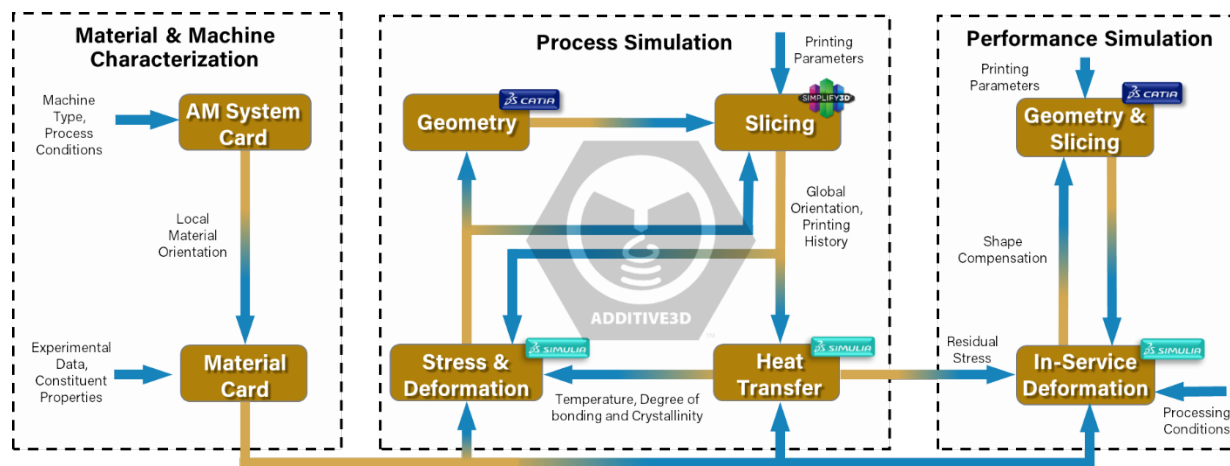 Material & Machine
Characterization
Machine
Type, Process
Conditions
AM System
Card
Local
Material
Orientation
Experimental
Data,
Constituent
Properties
Material
Card
Process Simulation
Printing
Parameters
CATIA
Geometry
SIMPLIFY3D
Slicing
Global
Orientation,
Printing
History
ADDITIVE3D
SIMULIA
Stress &
Deformation
Temperature, Degree of
bonding and Crystallinity
SIMULIA
Heat
Transfer
Performance Simulation
Printing
Parameters
CATIA
Geometry &
Slicing
Shape
Compensation
Residual
Stress
SIMULIA
In-Service
Deformation
Processing
Conditions